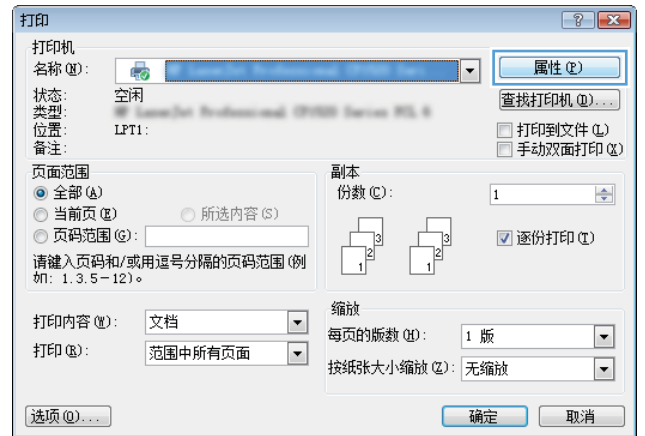 打印
打印机
名称(N):
属性(P)
状态: 空闲
类型:
查找打印机(D)...
位置: LPT1:
打印到文件(L)
备注:
手动双面打印(X)
页面范围
全部(A)
当前页(E) 所选内容(S)
页码范围(G):
请键入页码和/或用逗号分隔的页码范围(例
如: 1.3.5-12)。
副本
份数(C): 1
逐份打印(T)
3
2
1
3
2
1
打印内容(W): 文档
打印(R): 范围中所有页面
缩放
每页的版数(H): 1 版
按纸张大小缩放(Z): 无缩放
选项(O)...
确定 取消